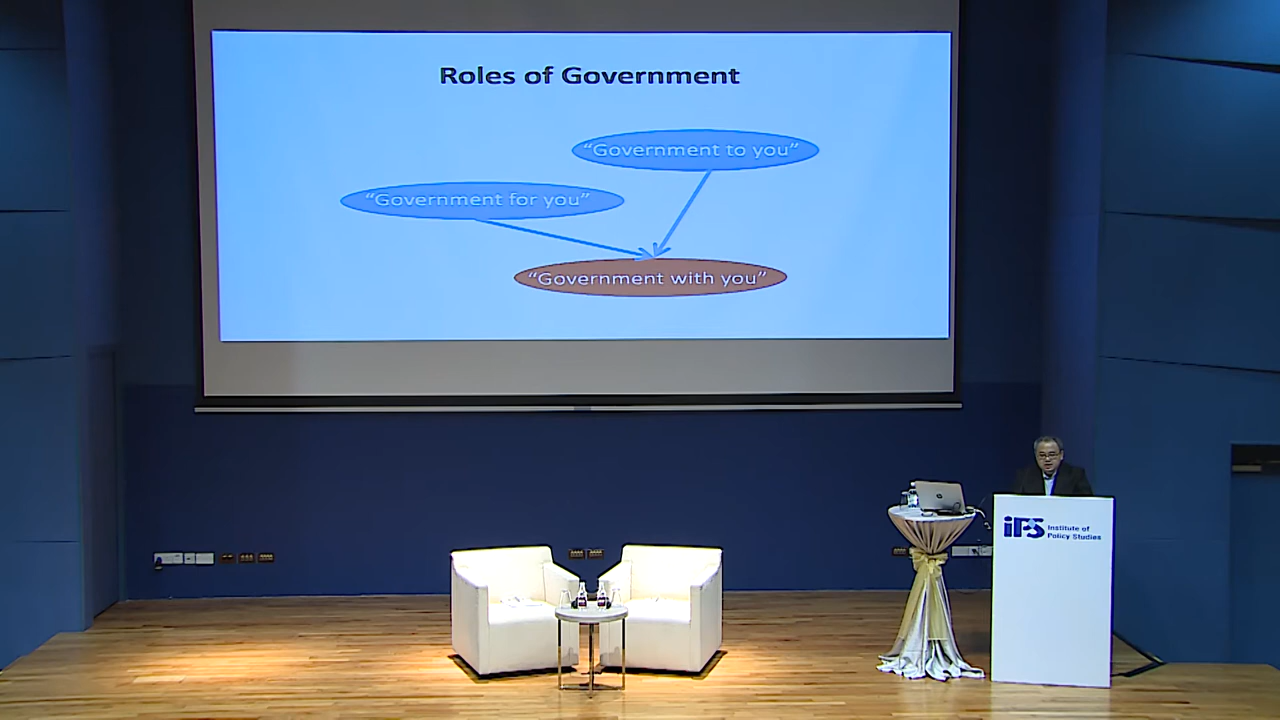 Roles of Government
“Government to you”
“Government for you”
“Government with you”
iPS Institute of
Policy Studies